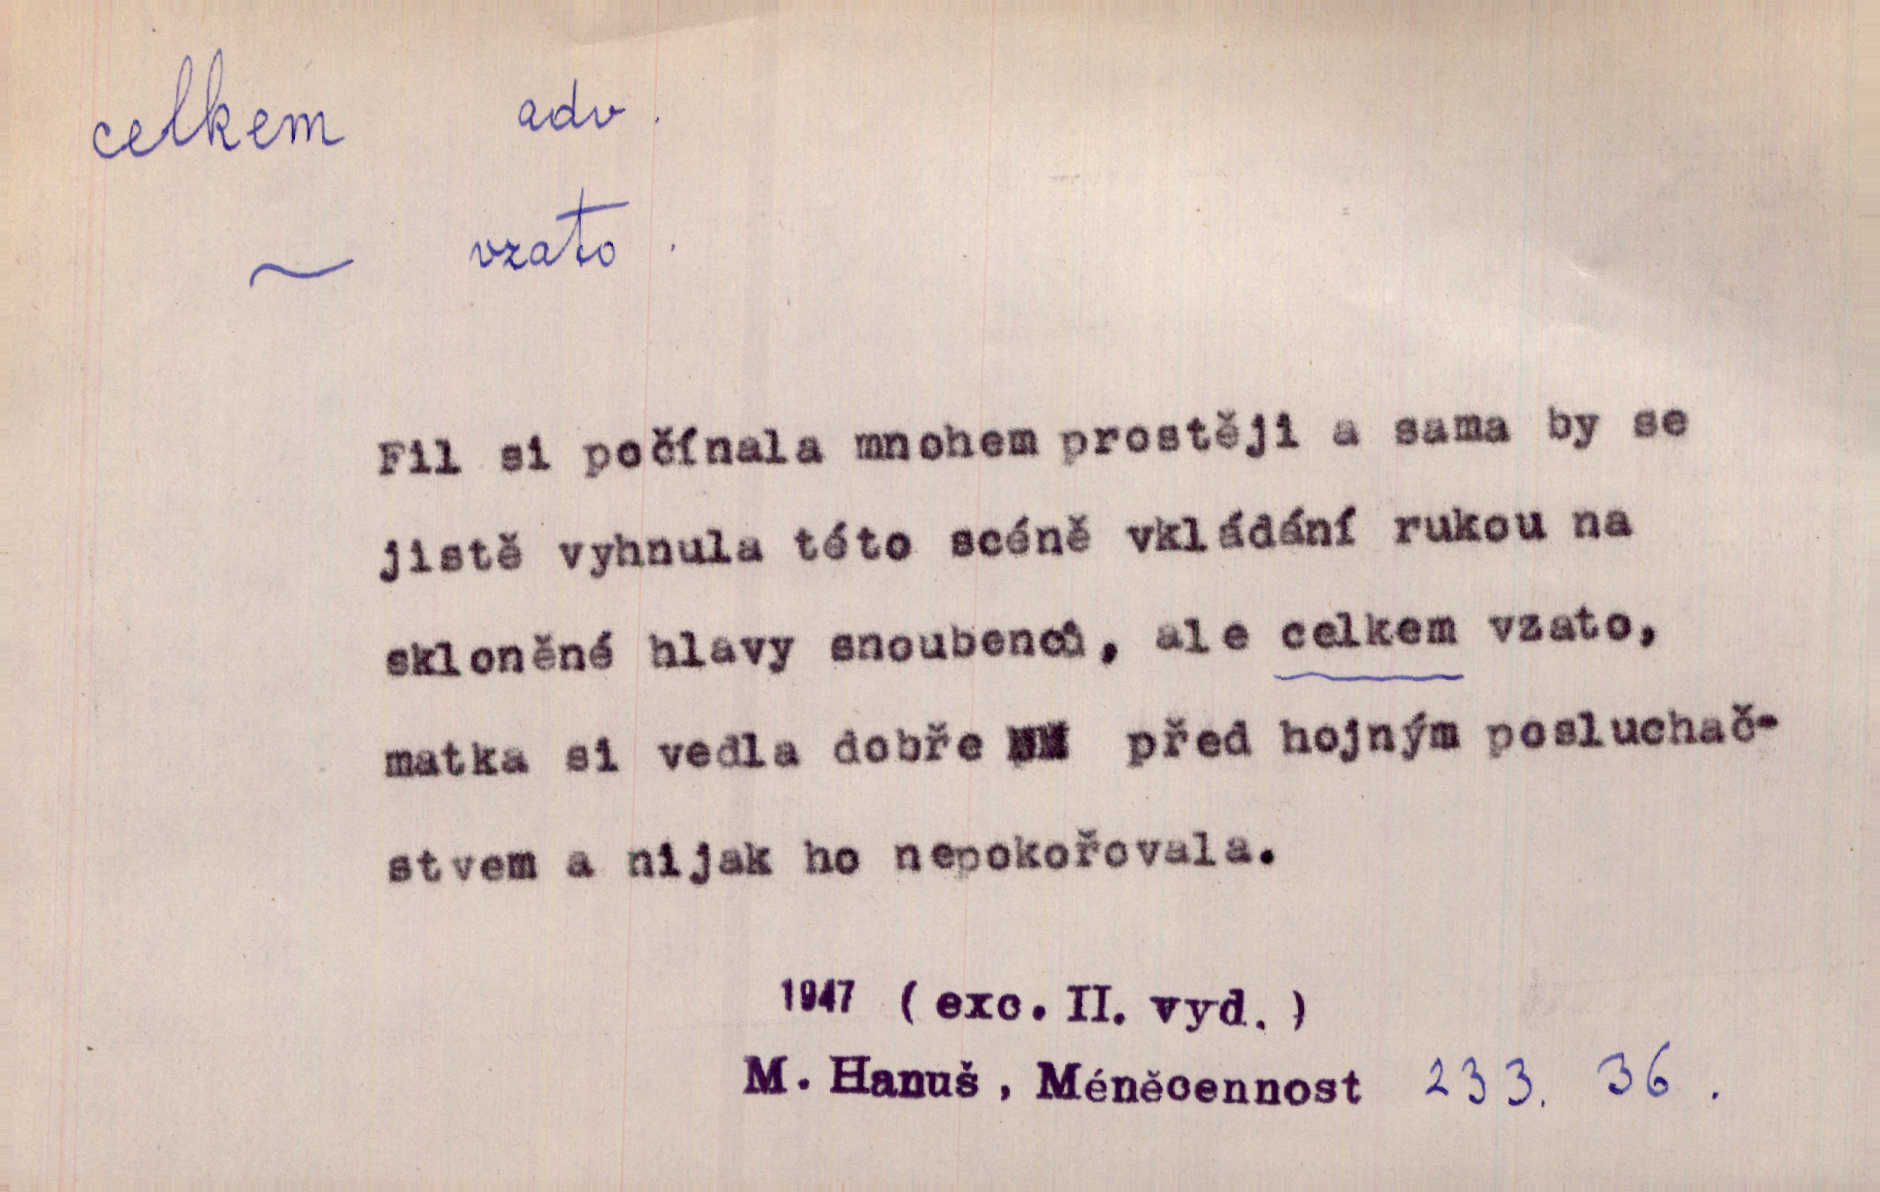 celkem adv.
~ vzato.
Fil si počínala mnohem prostěji a sama by se
jistě vyhnula této scéně vkládání rukou na
skloněné hlavy snoubenců, ale celkem vzato,
matka si vedla dobře před hojným posluchač-
stvem a nijak ho nepokořovala.
1947 (exc. II. vyd.)
M. Hanuš, Méněcennost 233. 36.